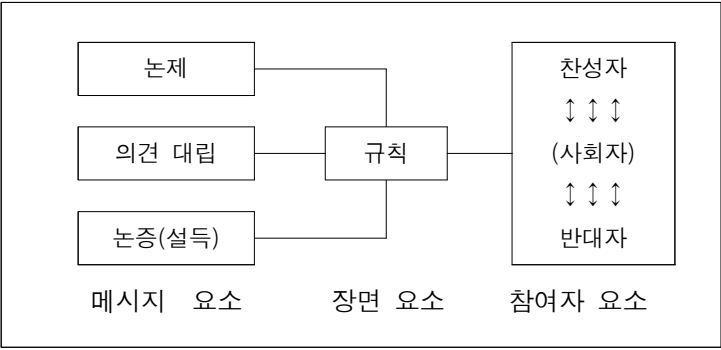 논제
찬성자
의견 대립
규칙
(사회자)
논증(설득)
반대자
메시지 요소
장면 요소
참여자 요소